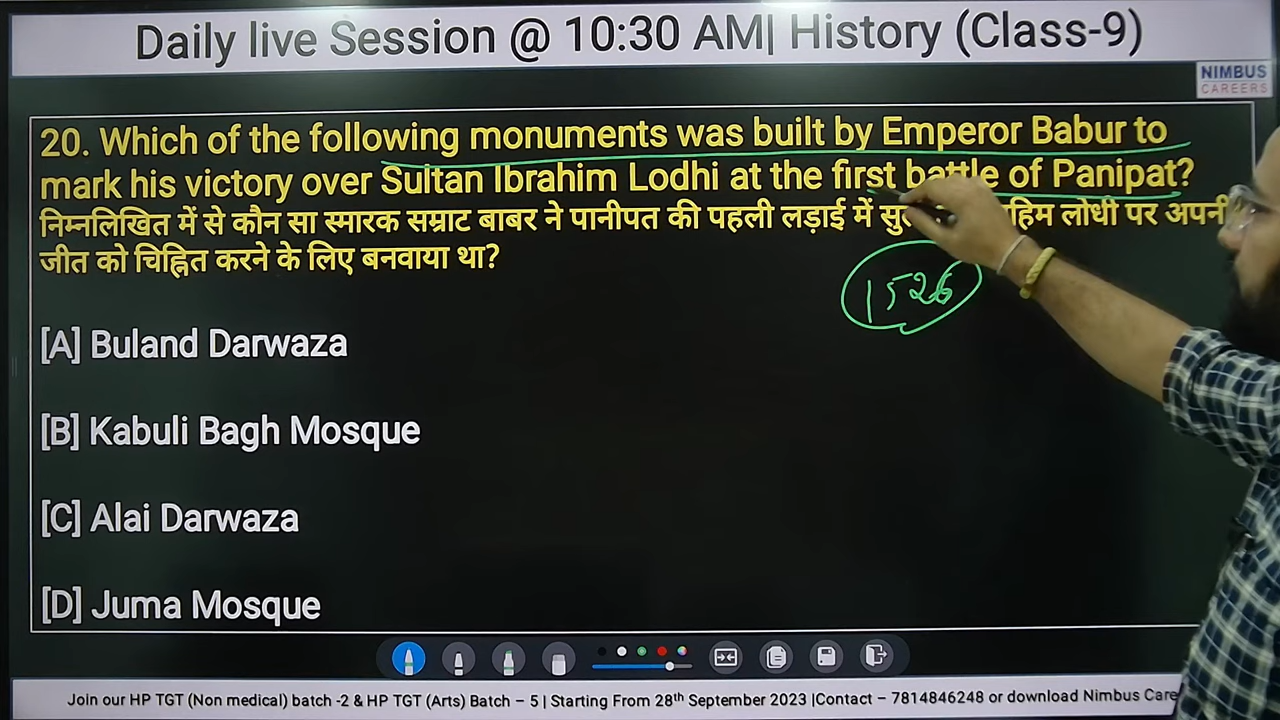 Daily live Session @ 10:30 AM| History (Class-9)
NIMBUS
CAREERS
20. Which of the following monuments was built by Emperor Babur to
mark his victory over Sultan Ibrahim Lodhi at the first battle of Panipat?
निम्नलिखित में से कौन सा स्मारक सम्राट बाबर ने पानीपत की पहली लड़ाई में लोधी पर अपनी
जीत को चिह्नित करने के लिए बनवाया था?
1526
[A] Buland Darwaza
[B] Kabuli Bagh Mosque
[C] Alai Darwaza
[D] Juma Mosque
Join our HP TGT (Non medical) batch -2 & HP TGT (Arts) Batch – 5 | Starting From 28th September 2023 |Contact – 7814846248 or download Nimbus Care